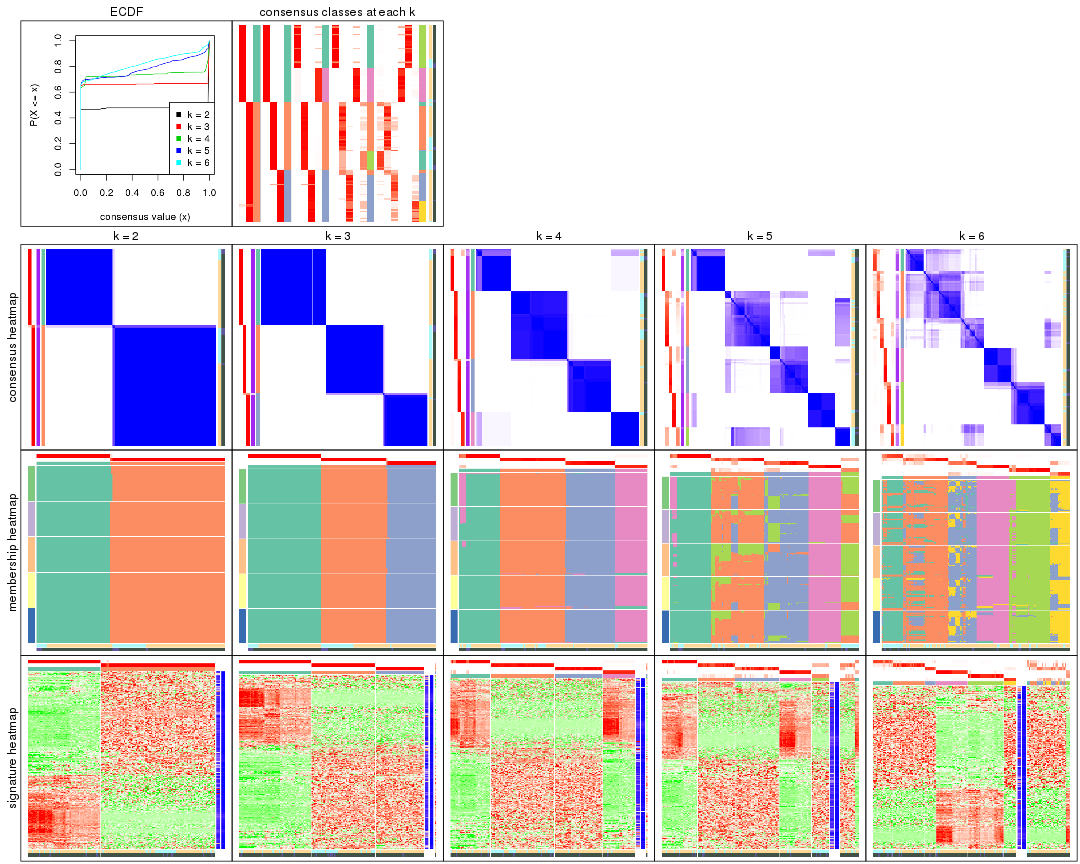 ECDF
consensus classes at each k
P(X <= x)
0.0
0.2
0.4
0.6
0.8
1.0
k = 2
k = 3
k = 4
k = 5
k = 6
0.0 0.2 0.4 0.6 0.8 1.0
consensus value (x)
k = 2
k = 3
k = 4
k = 5
k = 6
consensus heatmap
membership heatmap
signature heatmap